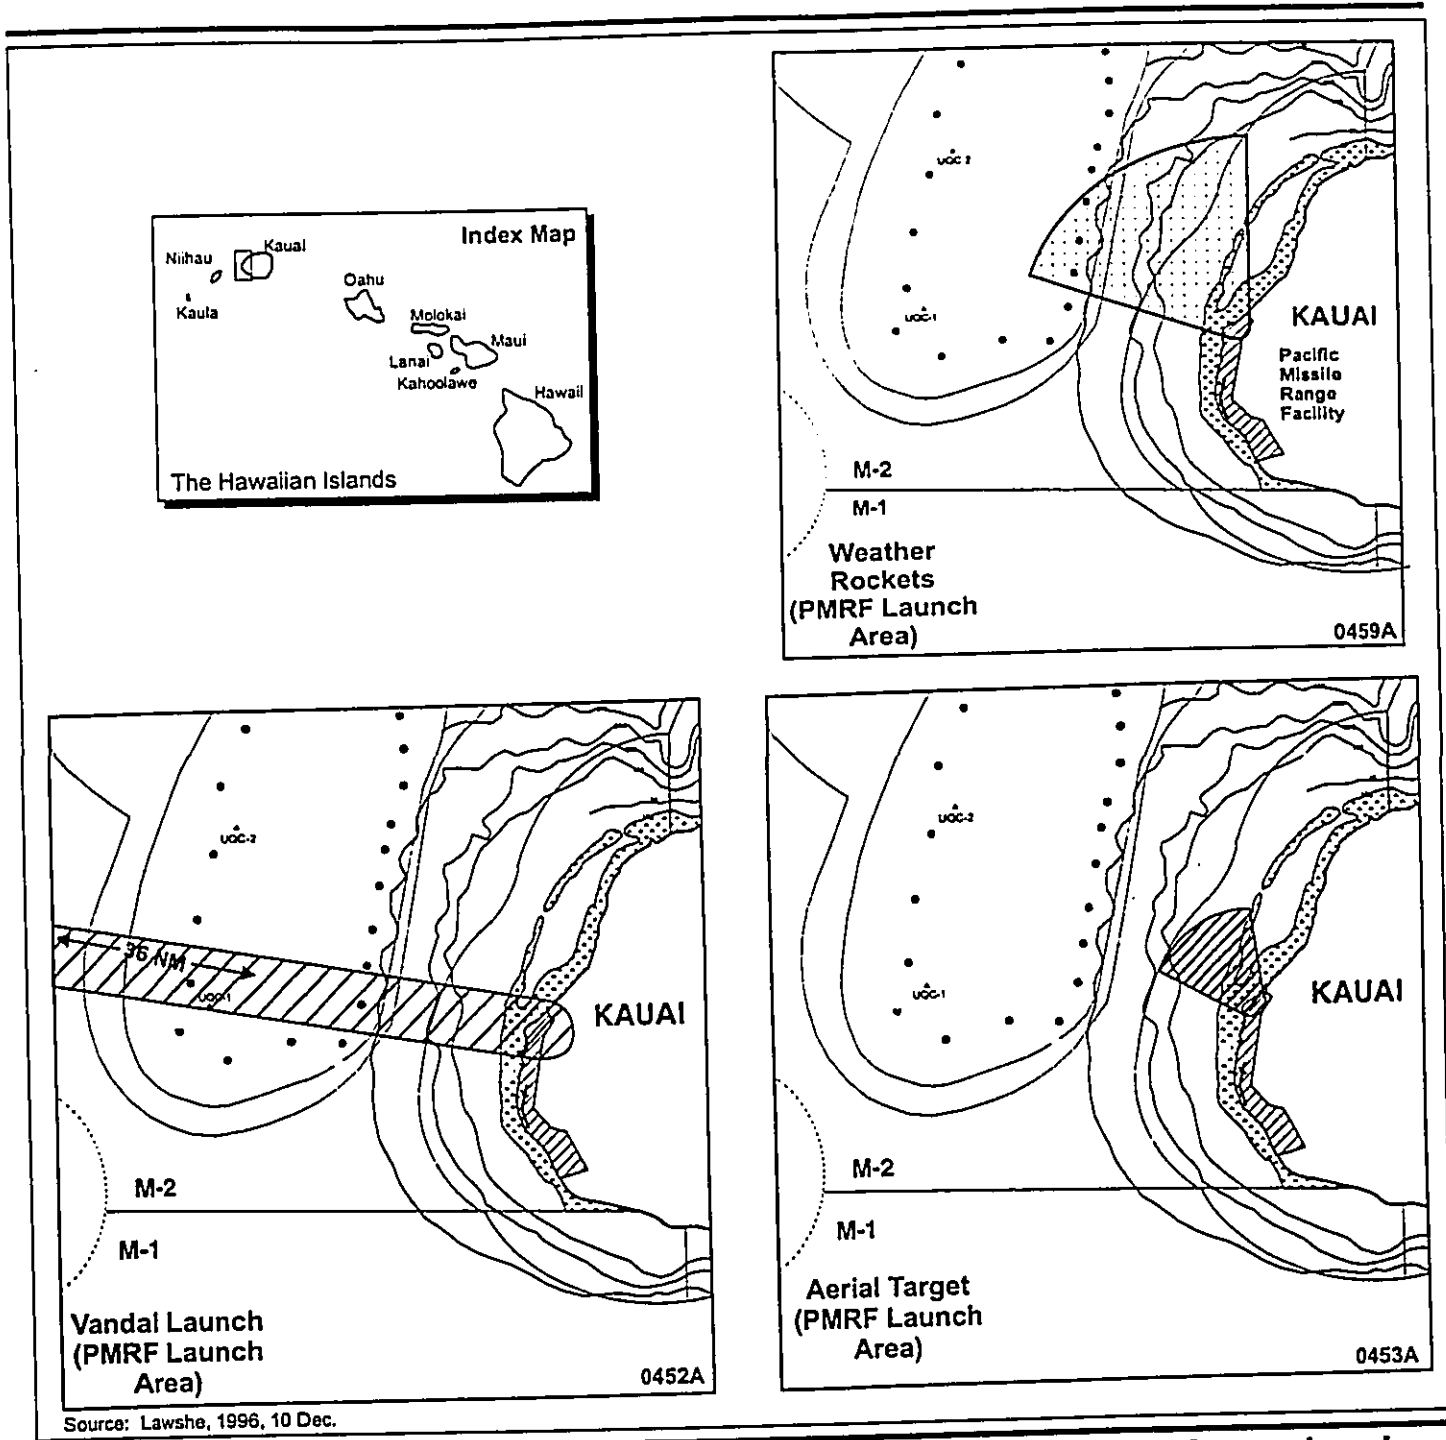 Index Map
Niihau
Kauai
Kaula
Oahu
Molokai
Maui
Lanai
Kahoolawe
Hawaii
The Hawaiian Islands
UQC-2
UQC-1
KAUAI
Pacific
Missile
Range
Facility
M-2
M-1
Weather
Rockets
(PMRF Launch
Area)
0459A
UQC-2
36 NM
UQC-1
KAUAI
M-2
M-1
Vandal Launch
(PMRF Launch
Area)
0452A
UQC-2
UQC-1
KAUAI
M-2
M-1
Aerial Target
(PMRF Launch
Area)
0453A
Source: Lawshe, 1996, 10 Dec.